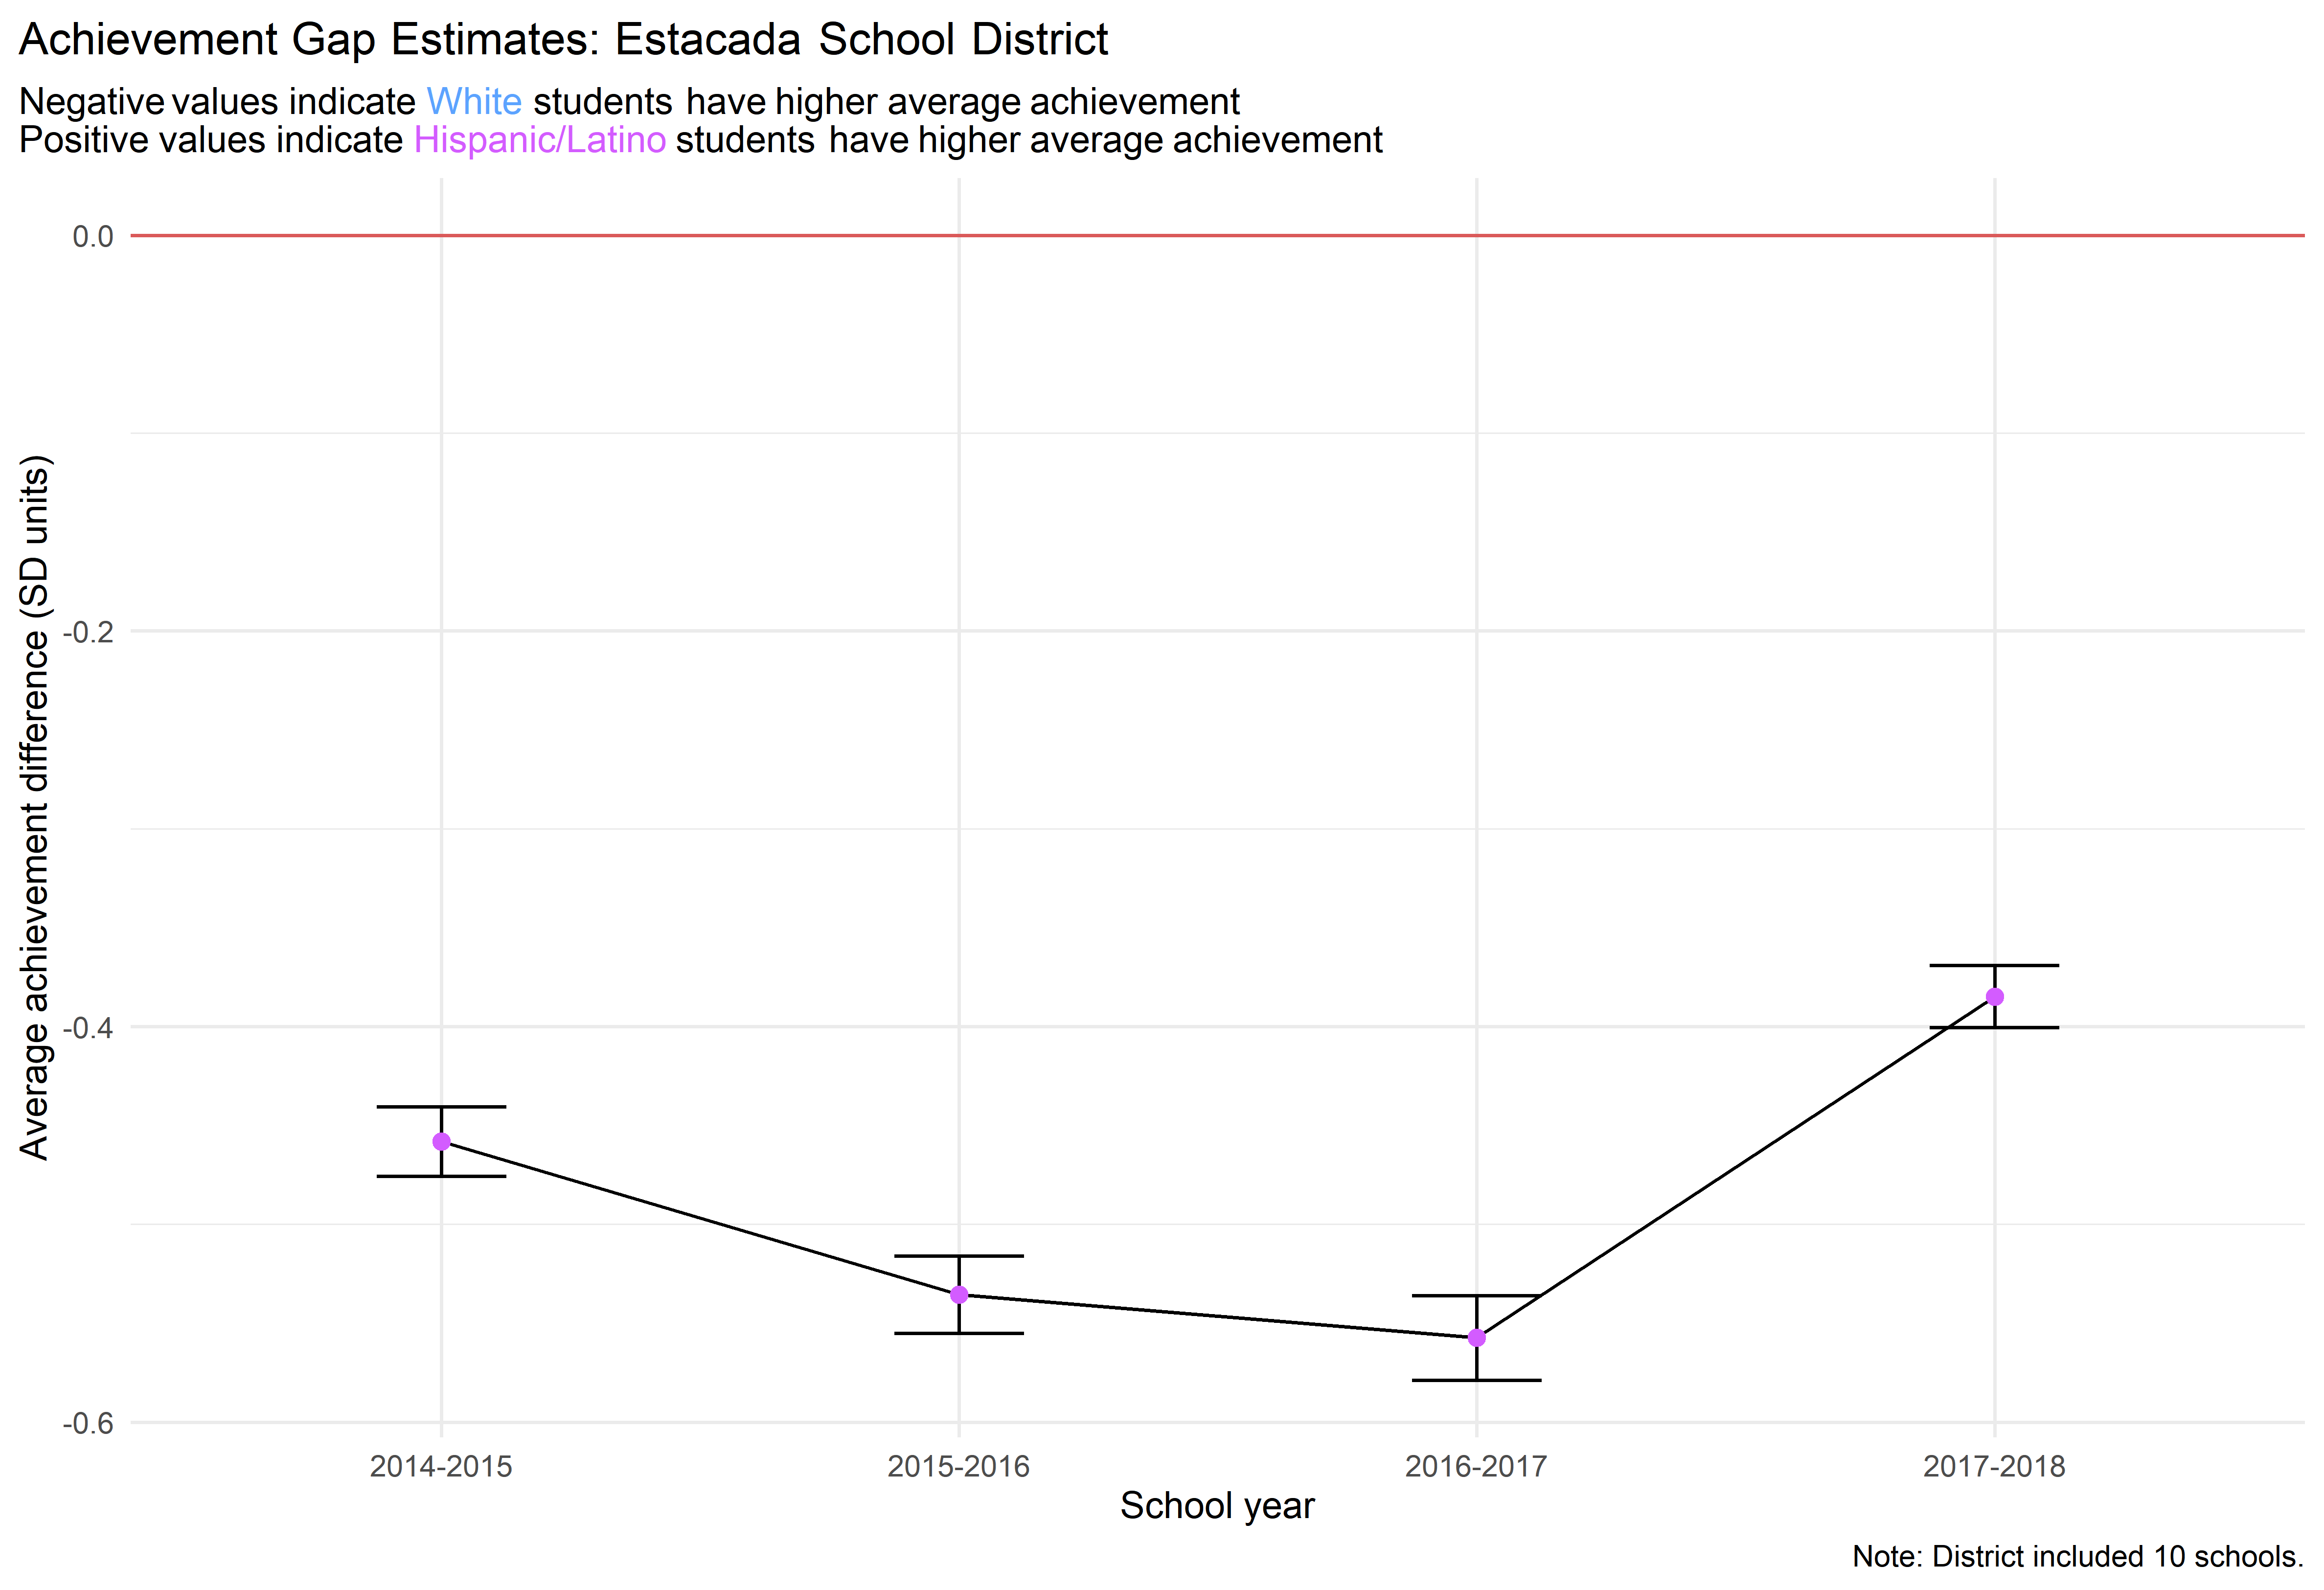 Achievement Gap Estimates: Estacada School District
Negative values indicate White students have higher average achievement
Positive values indicate Hispanic/Latino students have higher average achievement
Average achievement difference (SD units)
0.0
-0.2
-0.4
-0.6
2014-2015
2015-2016
2016-2017
2017-2018
School year
Note: District included 10 schools.